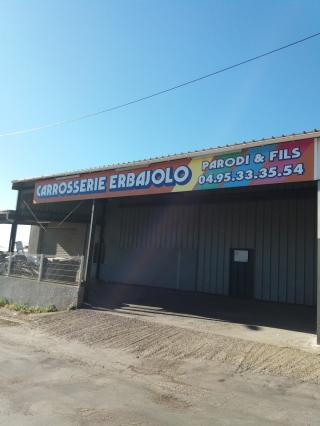 CARROSSERIE ERBAJOLO
PARODI & FILS
04.95.33.35.54